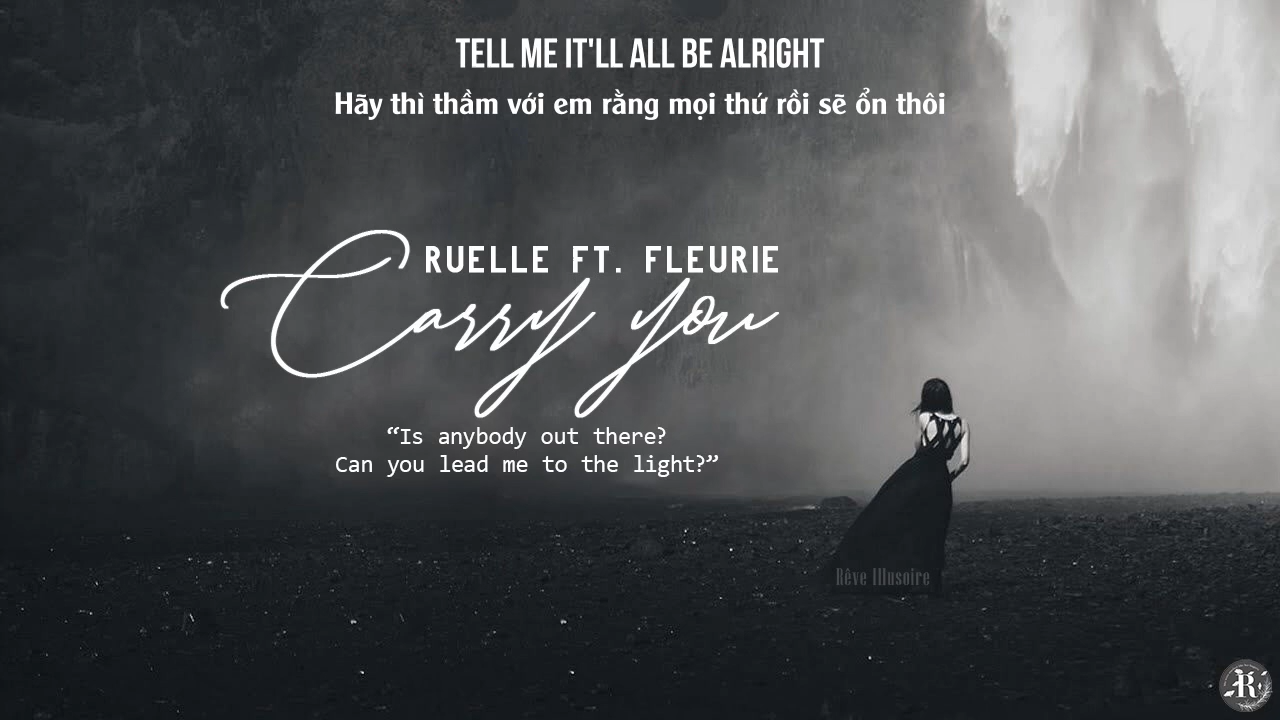 TELL ME IT'LL ALL BE ALRIGHT
Hãy thì thầm với em rằng mọi thứ rồi sẽ ổn thôi
RUELLE FT. FLEURIE
Carry you
“Is anybody out there?
Can you lead me to the light?”
Rêve Illusoire
R